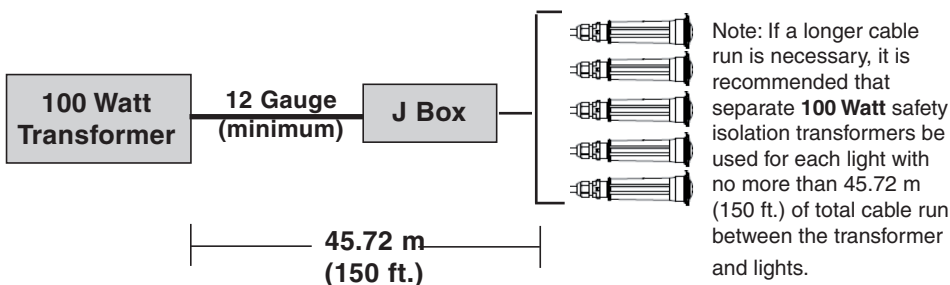 100 Watt
Transformer
12 Gauge
(minimum)
J Box
45.72 m
(150 ft.)
Note: If a longer cable
run is necessary, it is
recommended that
separate 100 Watt safety
isolation transformers be
used for each light with
no more than 45.72 m
(150 ft.) of total cable run
between the transformer
and lights.